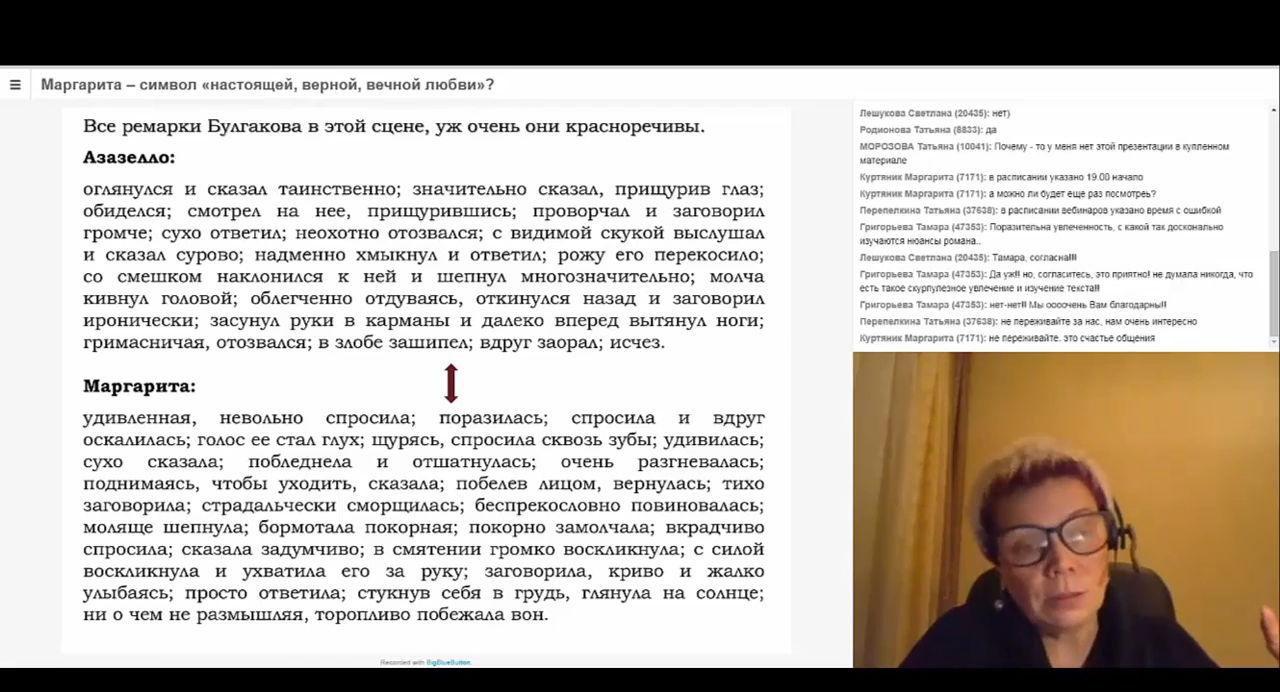 Маргарита – символ «настоящей, верной, вечной любви»?
Все ремарки Булгакова в этой сцене, уж очень они красноречивы.
Азазелло:
оглянулся и сказал таинственно; значительно сказал, прищурив глаз;
обиделся; смотрел на нее, прищурившись; проворчал и заговорил
громче; сухо ответил; неохотно отозвался; с видимой скукой выслушал
и сказал сурово; надменно хмыкнул и ответил; рожу его перекосило;
со смешком наклонился к ней и шепнул многозначительно; молча
кивнул головой; облегченно отдуваясь, откинулся назад и заговорил
иронически; засунул руки в карманы и далеко вперед вытянул ноги;
гримасничая, отозвался; в злобе зашипел; вдруг заорал; исчез.
Маргарита:
удивленная, невольно спросила; поразилась; спросила и вдруг
оскалилась; голос ее стал глух; щурясь, спросила сквозь зубы; удивилась;
сухо сказала; побледнела и отшатнулась; очень разгневалась;
поднимаясь, чтобы уходить, сказала; побелев лицом, вернулась; тихо
заговорила; страдальчески сморщилась; беспрекословно повиновалась;
моляще шепнула; бормотала покорная; покорно замолчала; вкрадчиво
спросила; сказала задумчиво; в смятении громко воскликнула; с силой
воскликнула и ухватила его за руку; заговорила, криво и жалко
улыбаясь; просто ответила; стукнув себя в грудь, глянула на солнце;
ни о чем не размышляя, торопливо побежала вон.
Лешукова Светлана (20435): нет)
Родионова Татьяна (8833): да
МОРОЗОВА Татьяна (10041): Почему - то у меня нет этой презентации в купленном
материале
Куртяник Маргарита (7171): в расписании указано 19.00 начало
Куртяник Маргарита (7171): а можно ли будет еще раз посмотреь?
Перепелкина Татьяна (37638): в расписании вебинаров указано время с ошибкой
Григорьева Тамара (47353): Поразительна увлеченность, с какой так досконально
изучаются нюансы романа..
Лешукова Светлана (20435): Тамара, согласна!!!
Григорьева Тамара (47353): Да уж!! но, согласитесь, это приятно! не думала никогда, что
есть такое скурпулезное увлечение и изучение текста!!
Григорьева Тамара (47353): нет-нет!! Мы оооочень Вам благодарны!!
Перепелкина Татьяна (37638): не переживайте за нас, нам очень интересно
Куртяник Маргарита (7171): не переживайте. это счастье общения
Recorded with BigBlueButton.